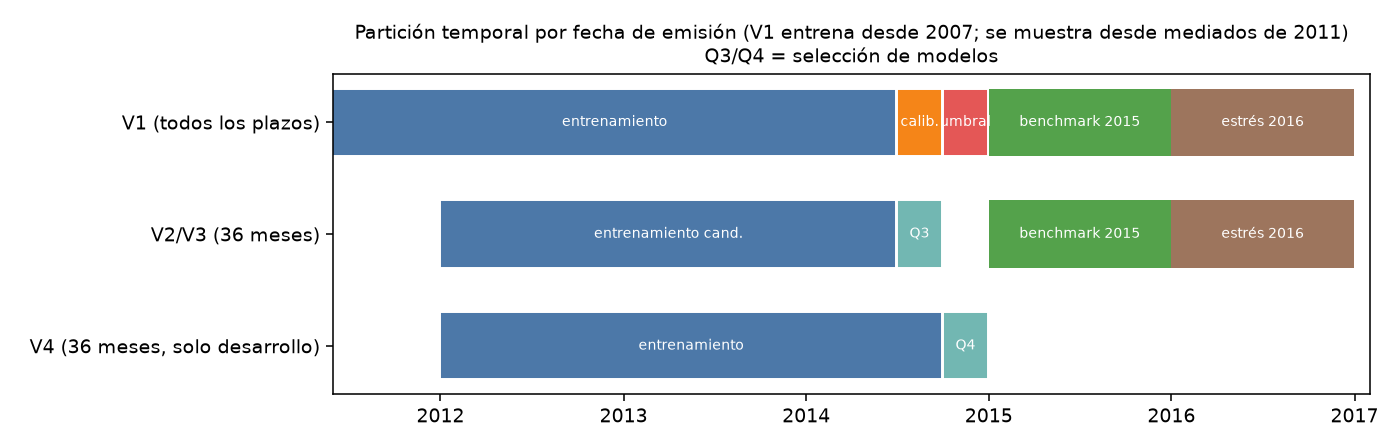 Partición temporal por fecha de emisión (V1 entrena desde 2007; se muestra desde mediados de 2011)
Q3/Q4 = selección de modelos
V1 (todos los plazos)
entrenamiento
calib.
umbral
benchmark 2015
estrés 2016
V2/V3 (36 meses)
entrenamiento cand.
Q3
benchmark 2015
estrés 2016
V4 (36 meses, solo desarrollo)
entrenamiento
Q4
2012
2013
2014
2015
2016
2017